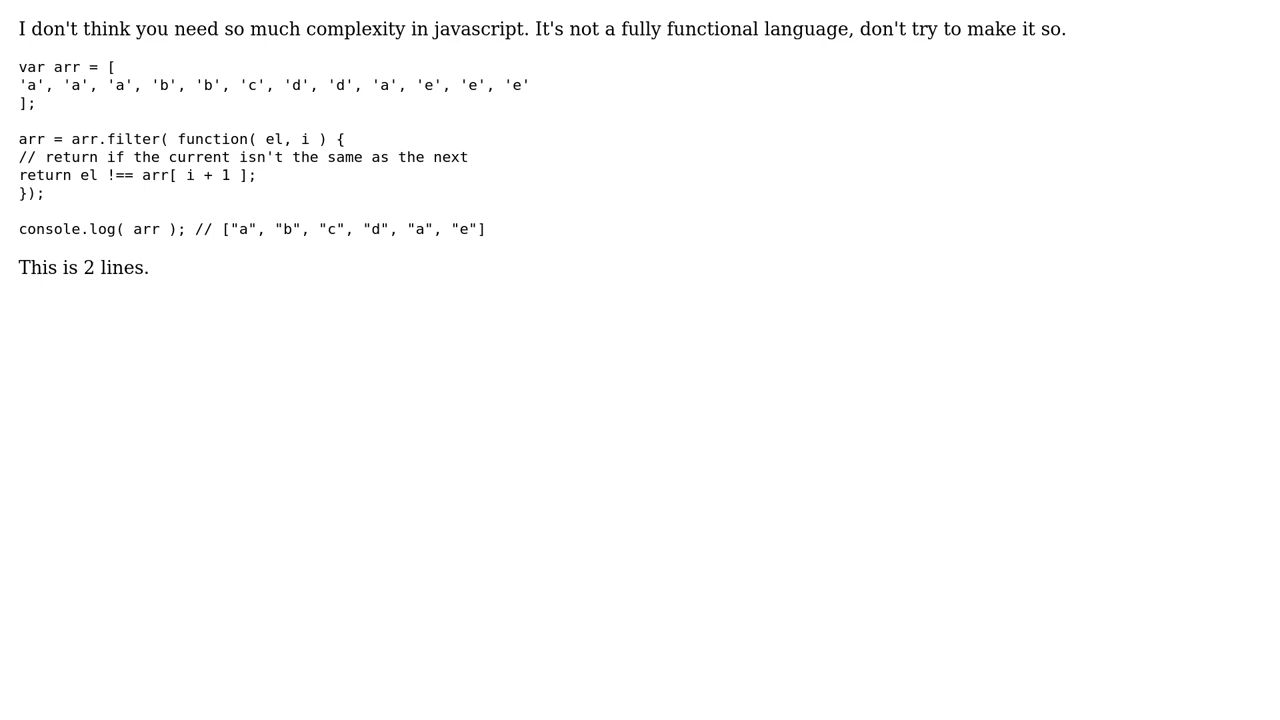 I don't think you need so much complexity in javascript. It's not a fully functional language, don't try to make it so.
var arr = [
'a', 'a', 'a', 'b', 'b', 'c', 'd', 'd', 'a', 'e', 'e', 'e'
];
arr = arr.filter( function( el, i ) {
// return if the current isn't the same as the next
return el !== arr[ i + 1 ];
});
console.log( arr ); // ["a", "b", "c", "d", "a", "e"]
This is 2 lines.